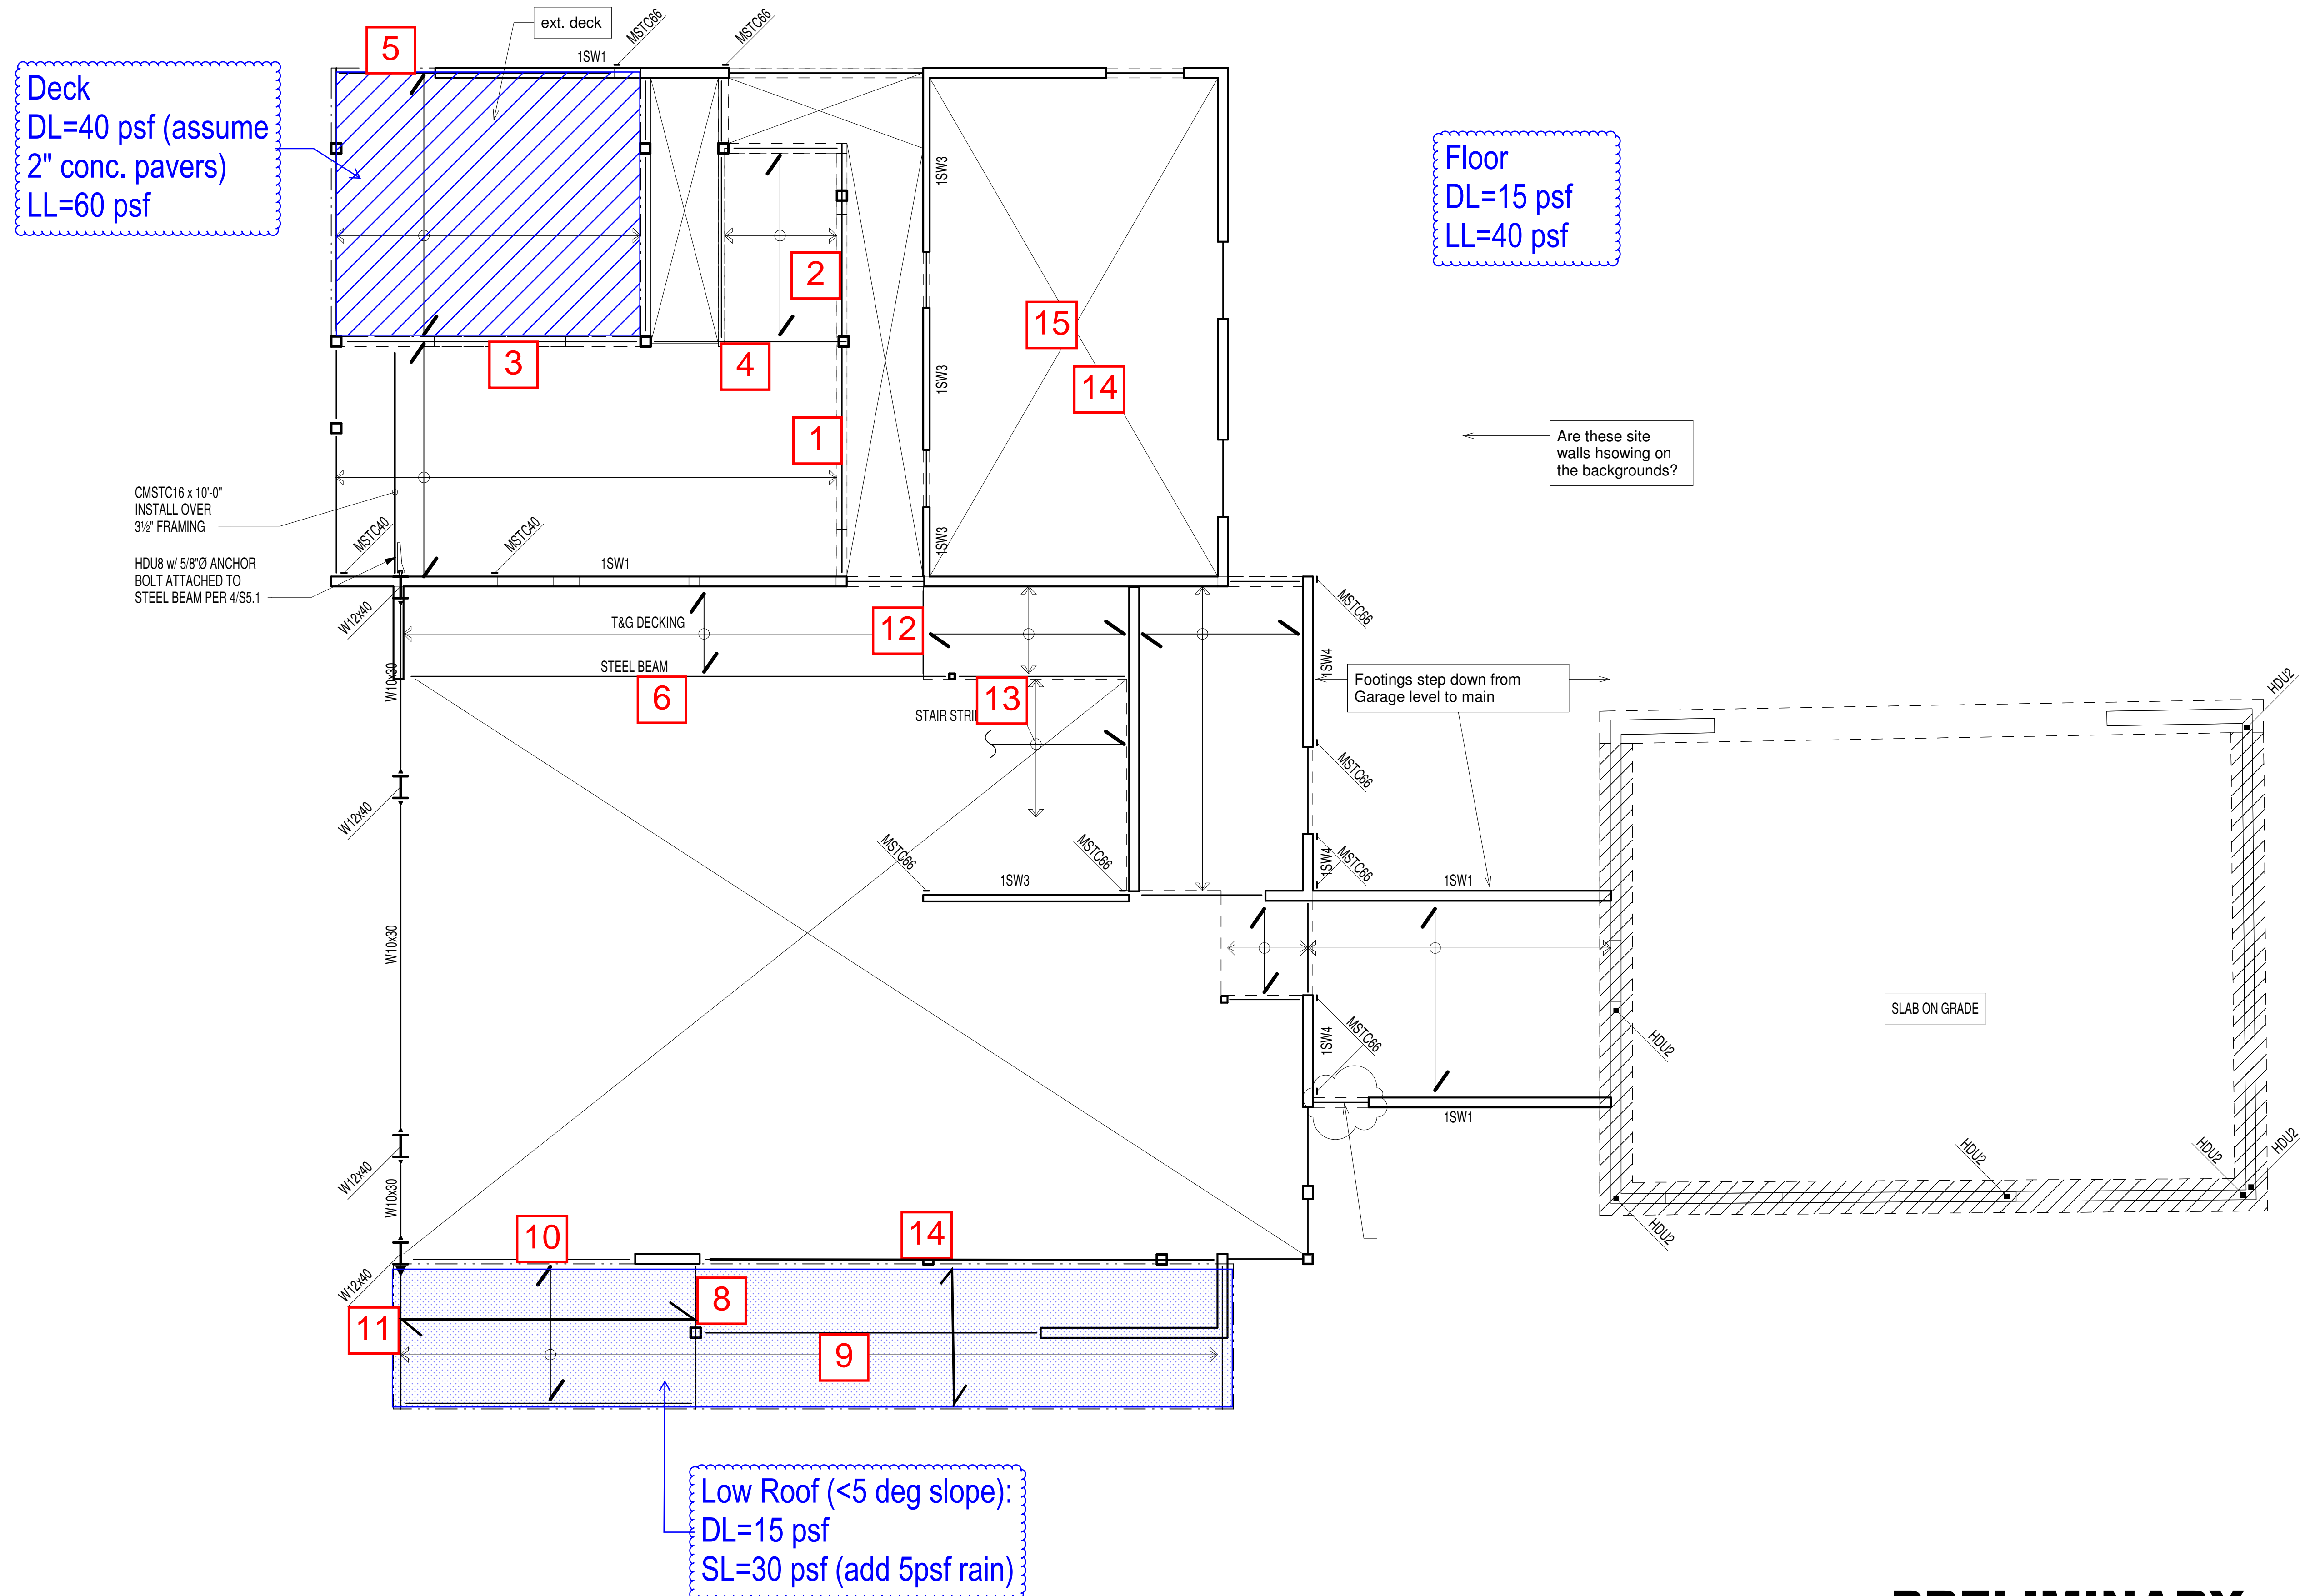 ext. deck
MSTC66
MSTC66
5
1SW1
Deck
DL=40 psf (assume
2" conc. pavers)
LL=60 psf
Floor
DL=15 psf
LL=40 psf
1SW3
2
15
3
4
14
1SW3
1
Are these site
walls hsowing on
the backgrounds?
CMSTC16 x 10'-0"
INSTALL OVER
3½" FRAMING
MSTC40
MSTC40
1SW3
HDU8 w/ 5/8"Ø ANCHOR
BOLT ATTACHED TO
STEEL BEAM PER 4/S5.1
1SW1
W12x40
T&G DECKING
12
MSTC66
STEEL BEAM
1SW4
W10x30
6
13
Footings step down from
Garage level to main
HDU2
STAIR STRI
MSTC66
W12x40
MSTC66
MSTC66
1SW4
MSTC66
1SW3
1SW1
W10x30
SLAB ON GRADE
1SW4
MSTC66
HDU2
1SW1
W12x40
HDU2
HDU2
HDU2
W10x30
HDU2
10
14
W12x40
8
11
9
Low Roof (<5 deg slope):
DL=15 psf
SL=30 psf (add 5psf rain)
PRELIMINARY